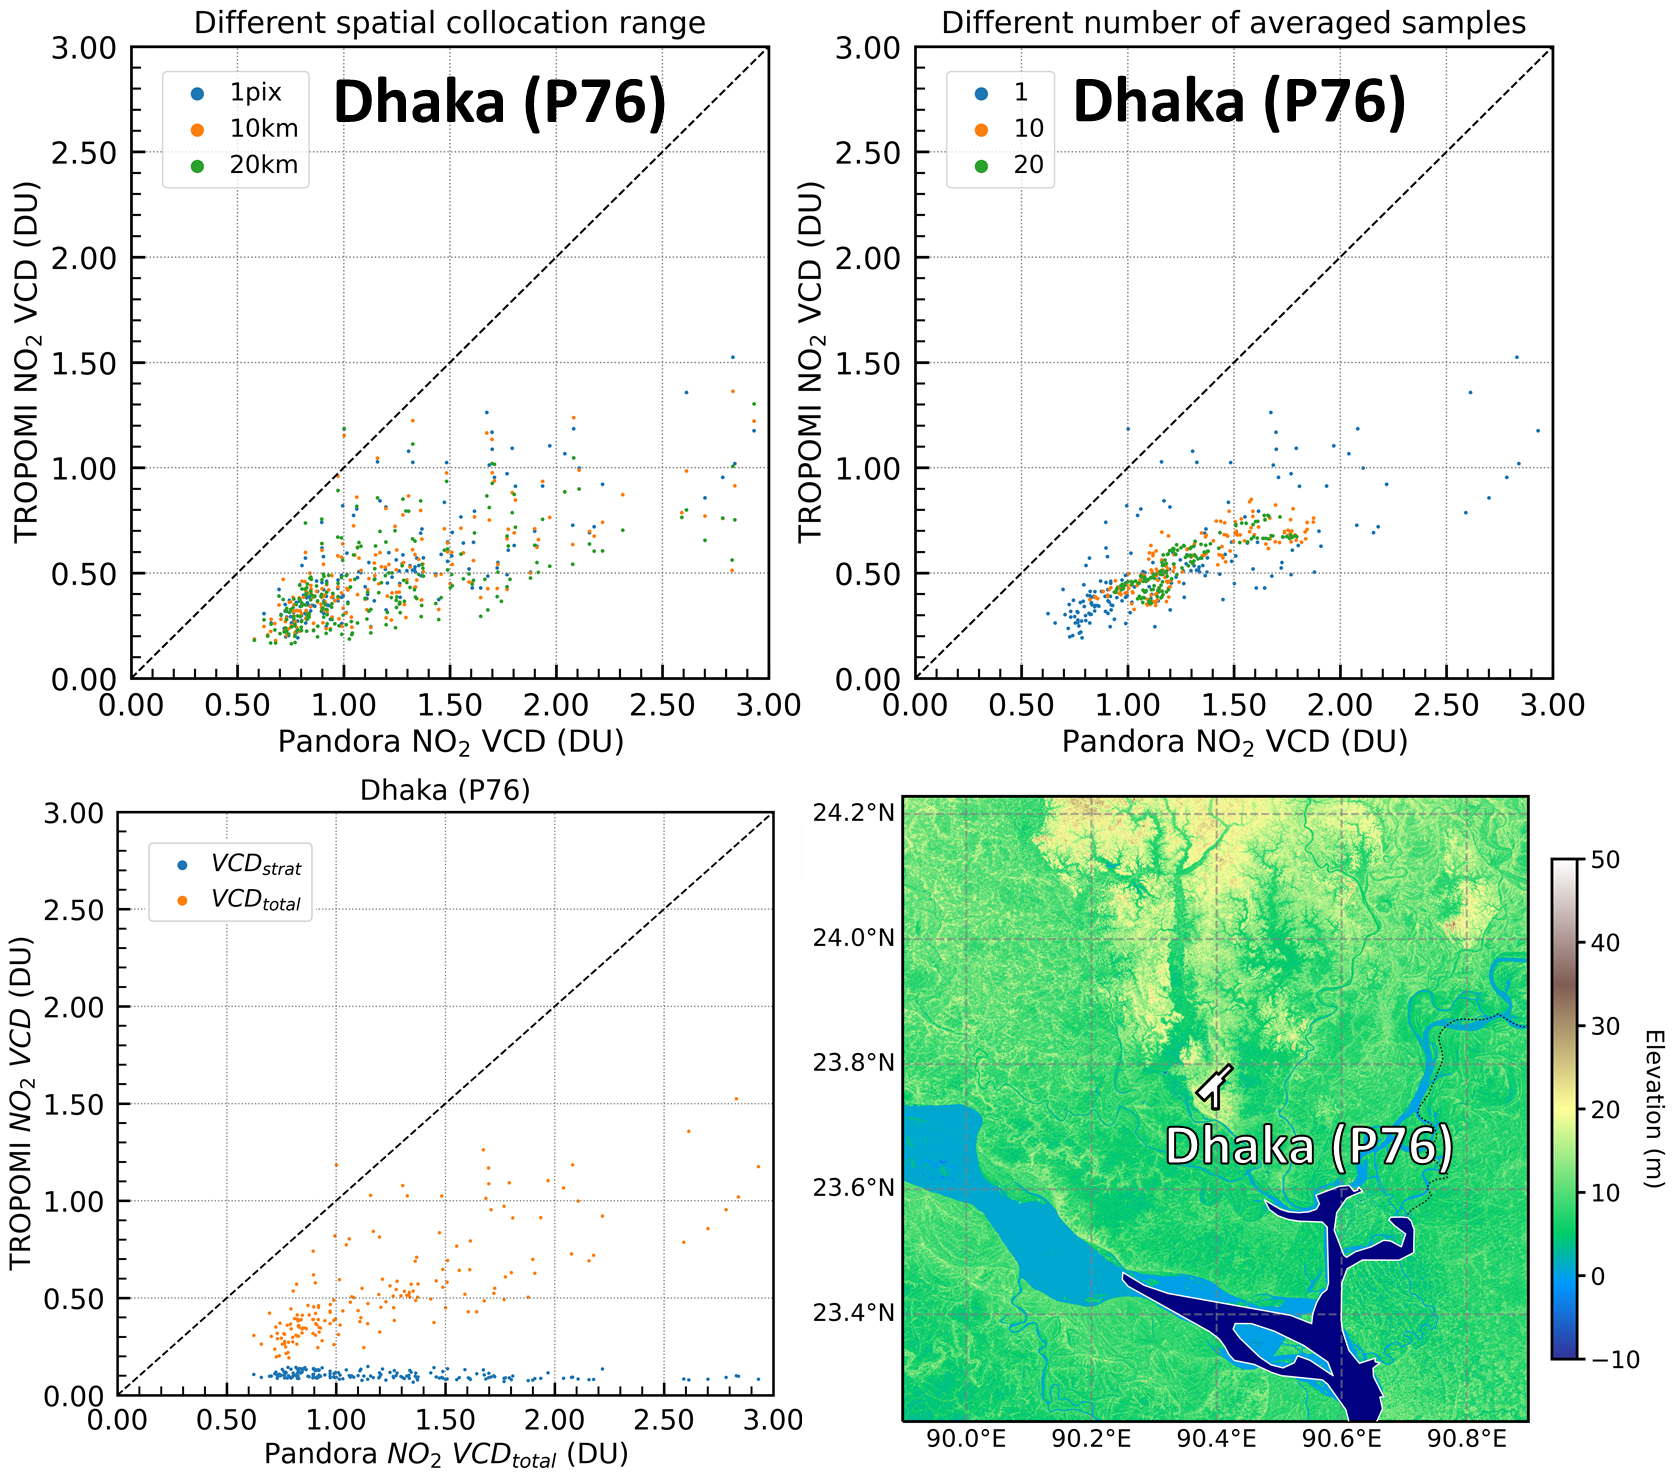 Different spatial collocation range
3.00
2.50
2.00
1.50
1.00
0.50
0.00
TROPOMI NO₂ VCD (DU)
1pix
10km
20km
Dhaka (P76)
0.00 0.50 1.00 1.50 2.00 2.50 3.00
Pandora NO₂ VCD (DU)
Different number of averaged samples
3.00
2.50
2.00
1.50
1.00
0.50
0.00
TROPOMI NO₂ VCD (DU)
1
10
20
Dhaka (P76)
0.00 0.50 1.00 1.50 2.00 2.50 3.00
Pandora NO₂ VCD (DU)
Dhaka (P76)
3.00
2.50
2.00
1.50
1.00
0.50
0.00
TROPOMI NO₂ VCD (DU)
VCDstrat
VCDtotal
0.00 0.50 1.00 1.50 2.00 2.50 3.00
Pandora NO₂ VCDtotal (DU)
24.2°N
24.0°N
23.8°N
23.6°N
23.4°N
Dhaka (P76)
90.0°E 90.2°E 90.4°E 90.6°E 90.8°E
50
40
30
20
10
0
−10
Elevation (m)